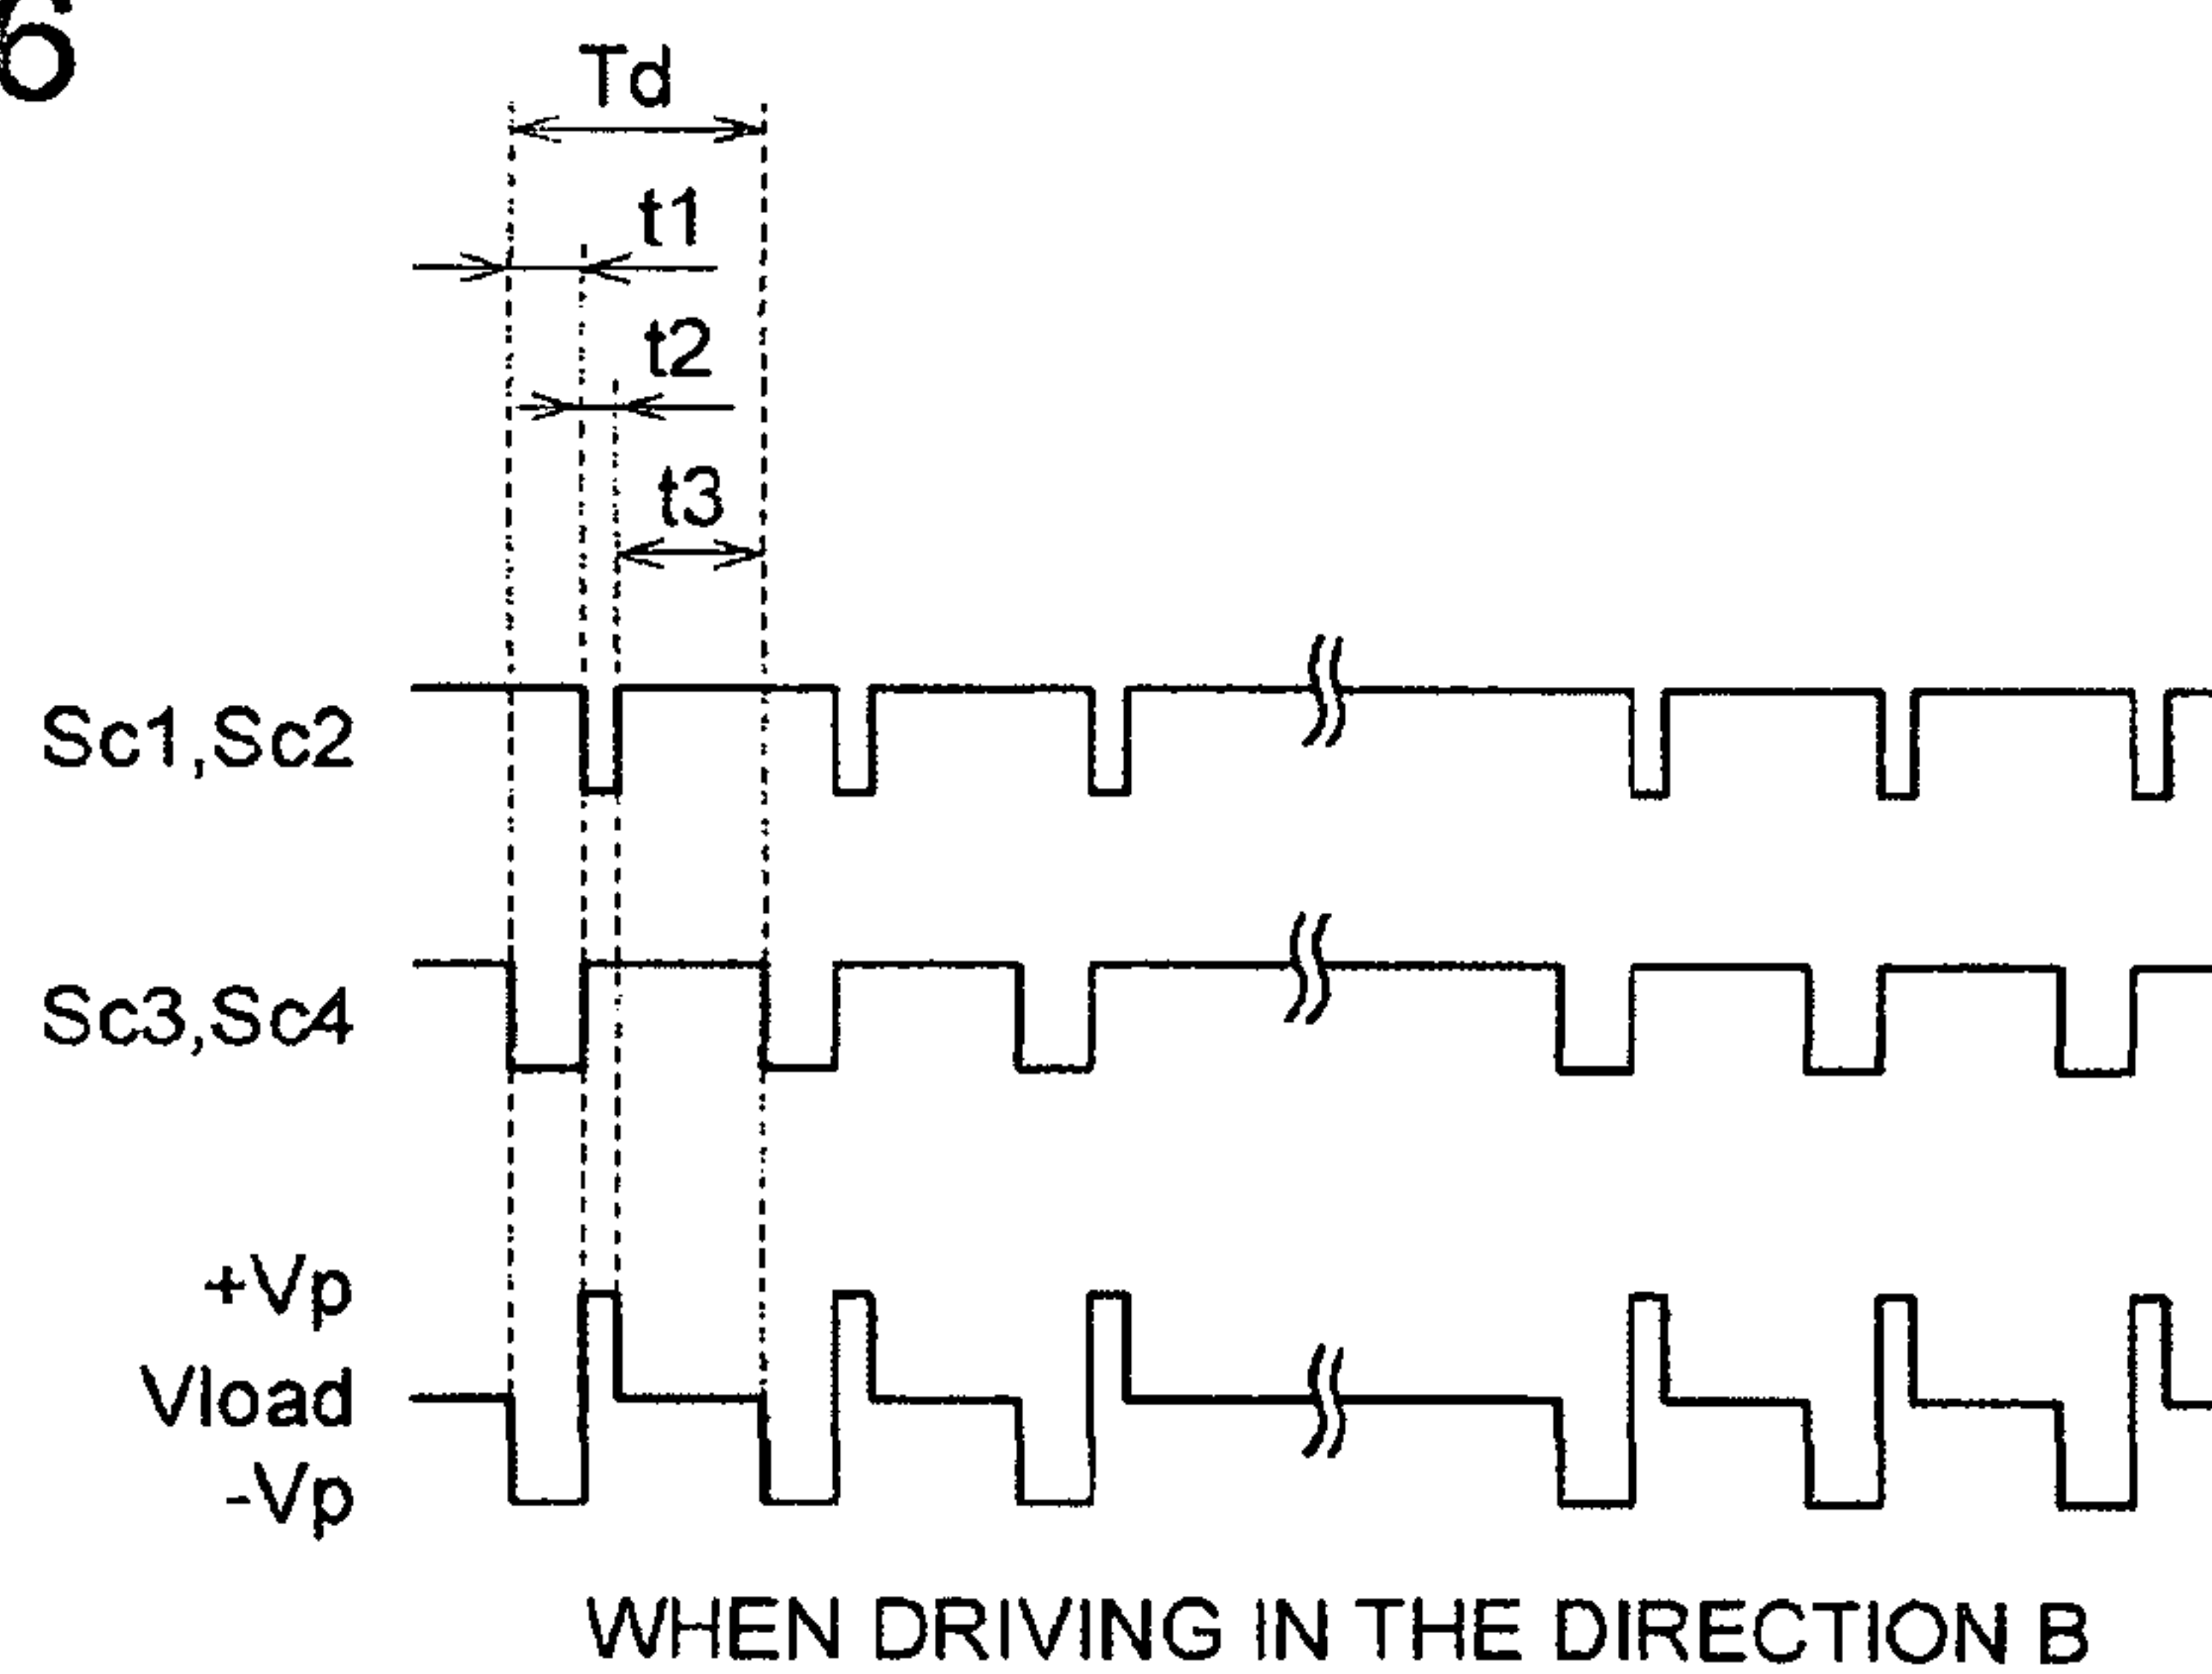 6
Td
t1
t2
t3
Sc1,Sc2
Sc3,Sc4
+Vp
Vload
-Vp
WHEN DRIVING IN THE DIRECTION B